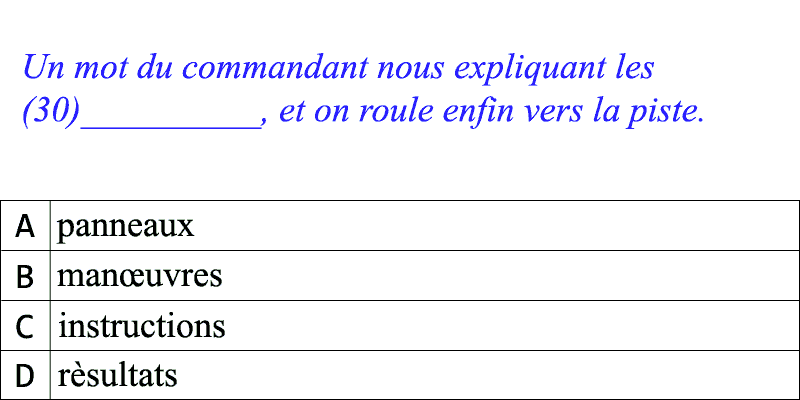 Un mot du commandant nous expliquant les
(30)__________, et on roule enfin vers la piste.
A panneaux
B manœuvres
C instructions
D rèsultats